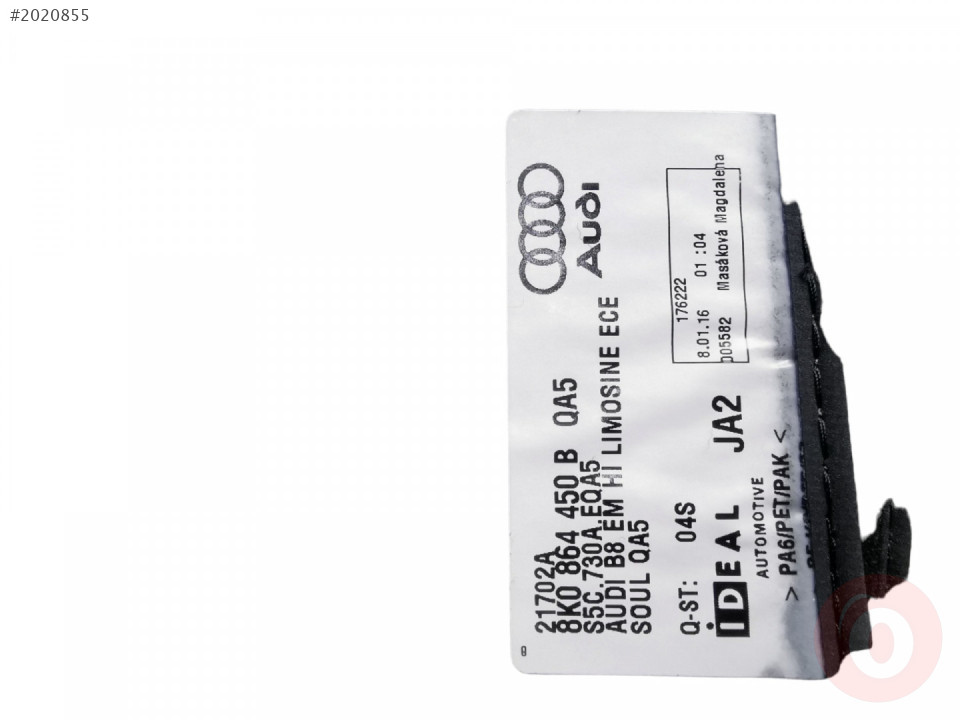 #2020855
Audi
21702A
8K0 864 450 B QA5
S5C.730A.EQA5
AUDI B8 EM HI LIMOSINE ECE
SOUL QA5
176222
8.01.16 01:04
005582 Masáková Magdalena
Q-ST: 04S
iDEAL JA2
AUTOMOTIVE
> PA6/PET/PAK <